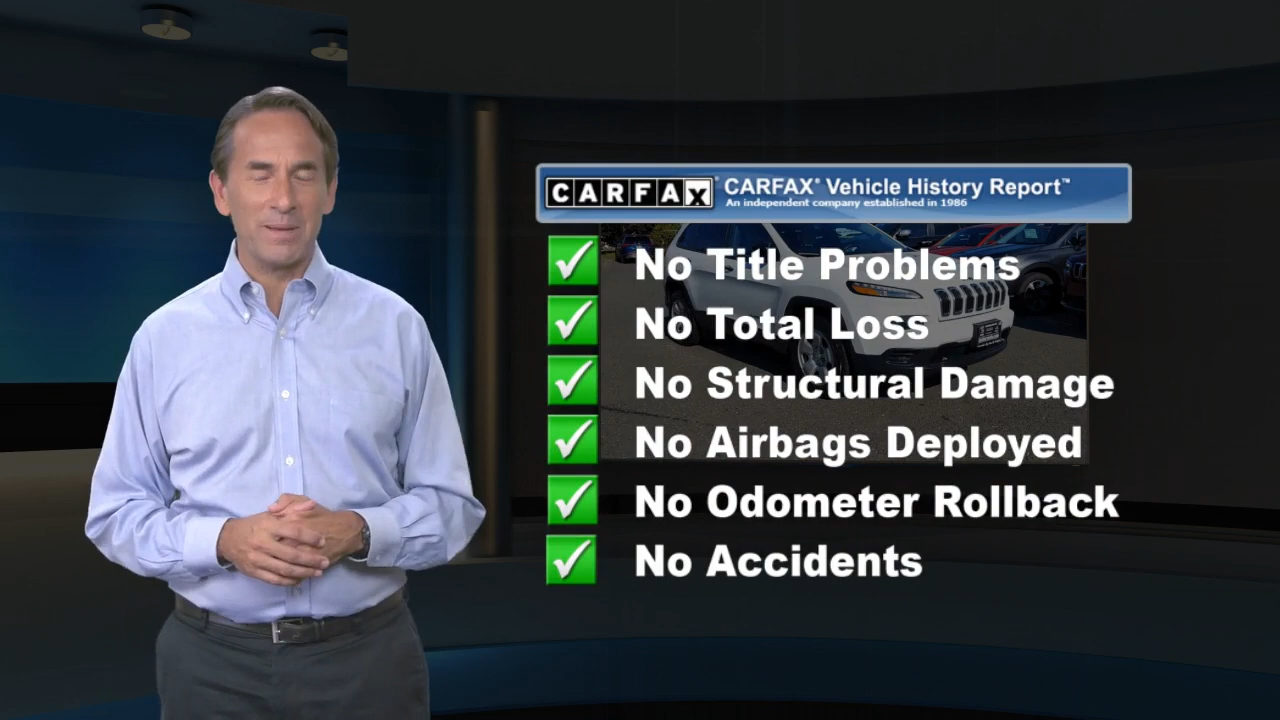 CARFAX CARFAX® Vehicle History Report™
An independent company established in 1986
No Title Problems
No Total Loss
No Structural Damage
No Airbags Deployed
No Odometer Rollback
No Accidents